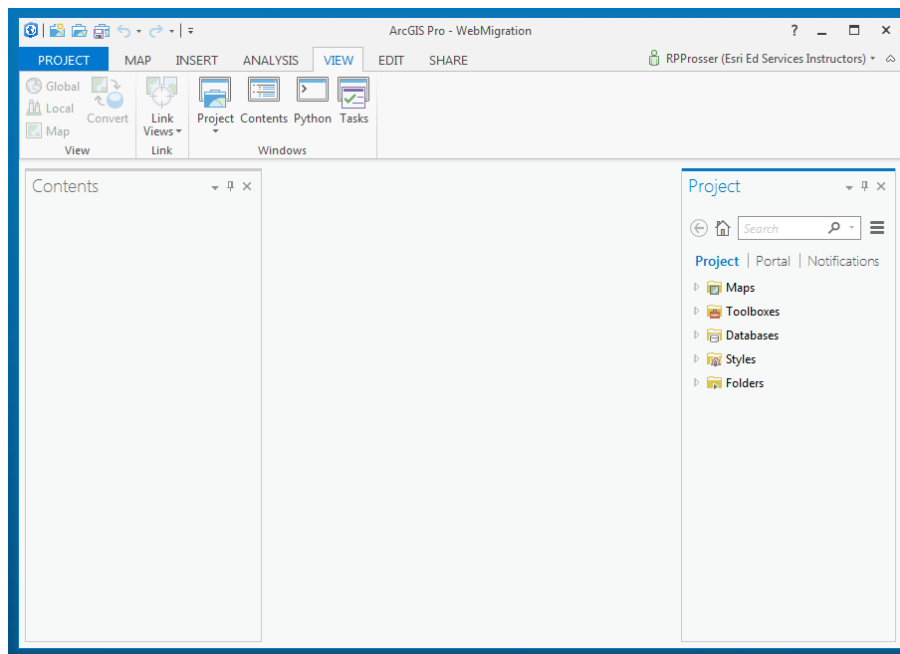 ArcGIS Pro - WebMigration ?
PROJECT MAP INSERT ANALYSIS VIEW EDIT SHARE RPProsser (Esri Ed Services Instructors)
Global
Local
Map
Convert
Link
Views
Project Contents Python Tasks
View Link Windows
Contents
Project
Search
Project | Portal | Notifications
Maps
Toolboxes
Databases
Styles
Folders